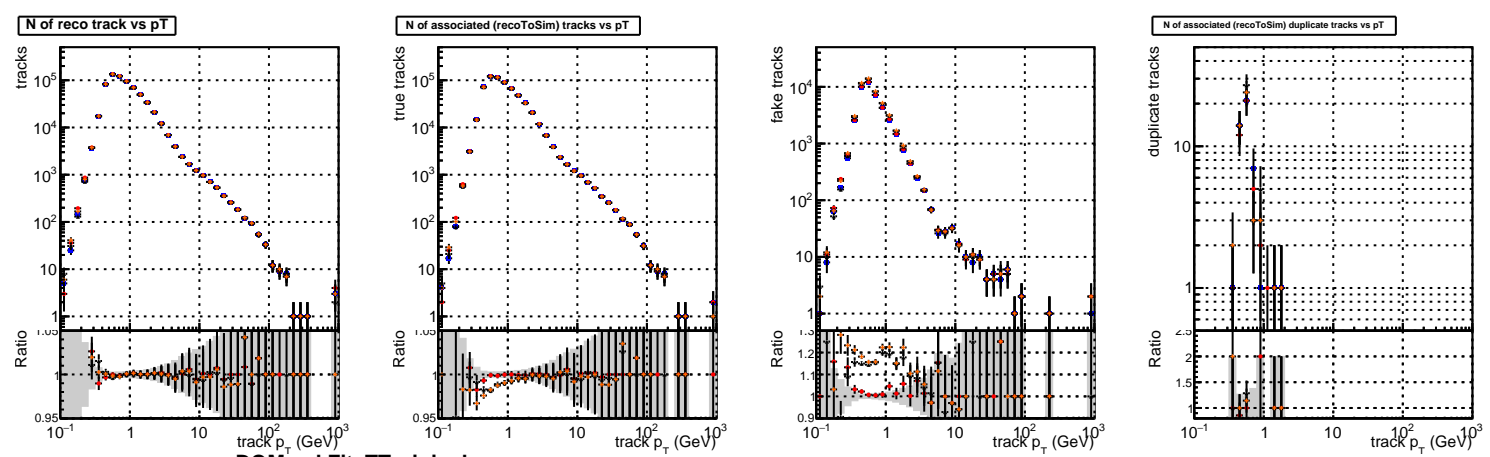 N of reco track vs pT
tracks
10^5
10^4
10^3
10^2
10
1
Ratio
1.05
1
0.95
10^-1 1 10 10^2 10^3
track p_T (GeV)
N of associated (recoToSim) tracks vs pT
true tracks
10^5
10^4
10^3
10^2
10
1
Ratio
1.05
1
0.95
10^-1 1 10 10^2 10^3
track p_T (GeV)
fake tracks
10^4
10^3
10^2
10
1
Ratio
1.3
1.2
1.1
1
0.9
10^-1 1 10 10^2 10^3
track p_T (GeV)
N of associated (recoToSim) duplicate tracks vs pT
duplicate tracks
10
1
Ratio
2.5
2
1.5
1
10^-1 1 10 10^2 10^3
track p_T (GeV)